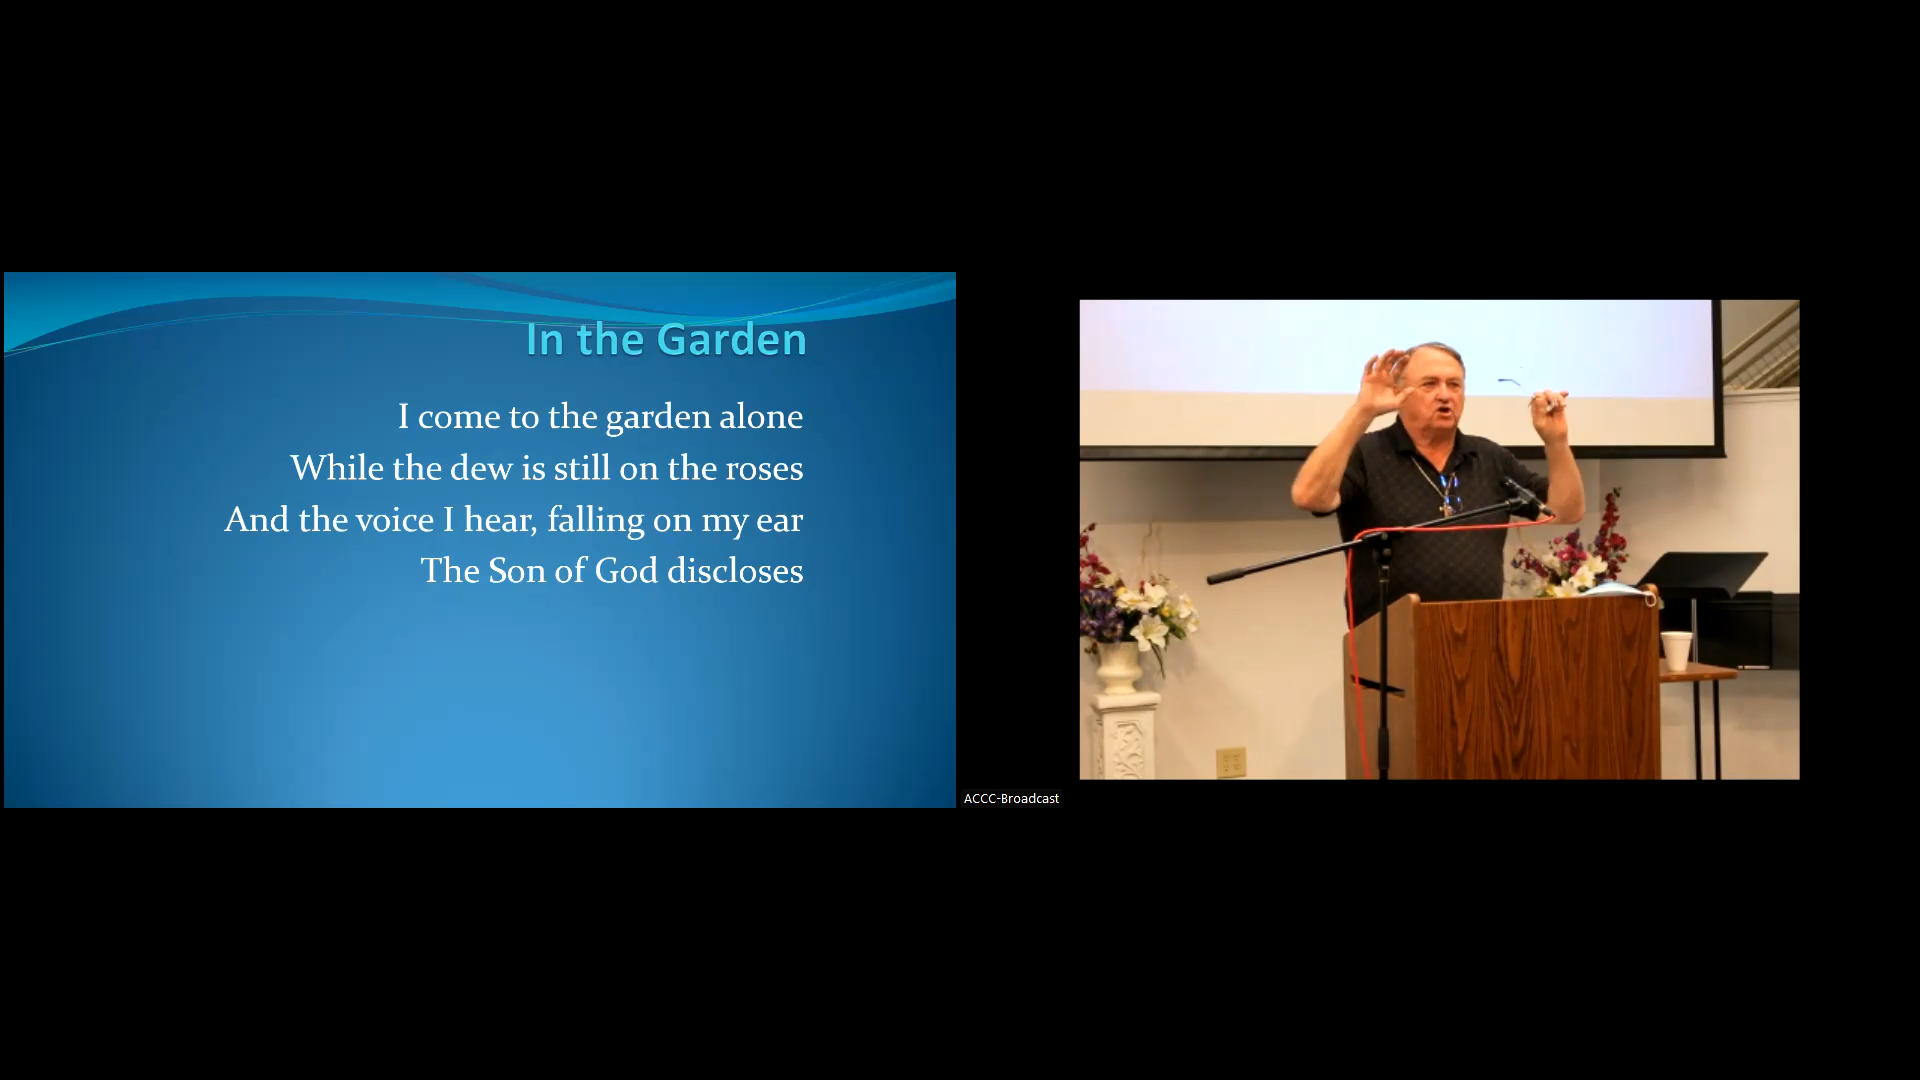 In the Garden
I come to the garden alone
While the dew is still on the roses
And the voice I hear, falling on my ear
The Son of God discloses
ACCC-Broadcast